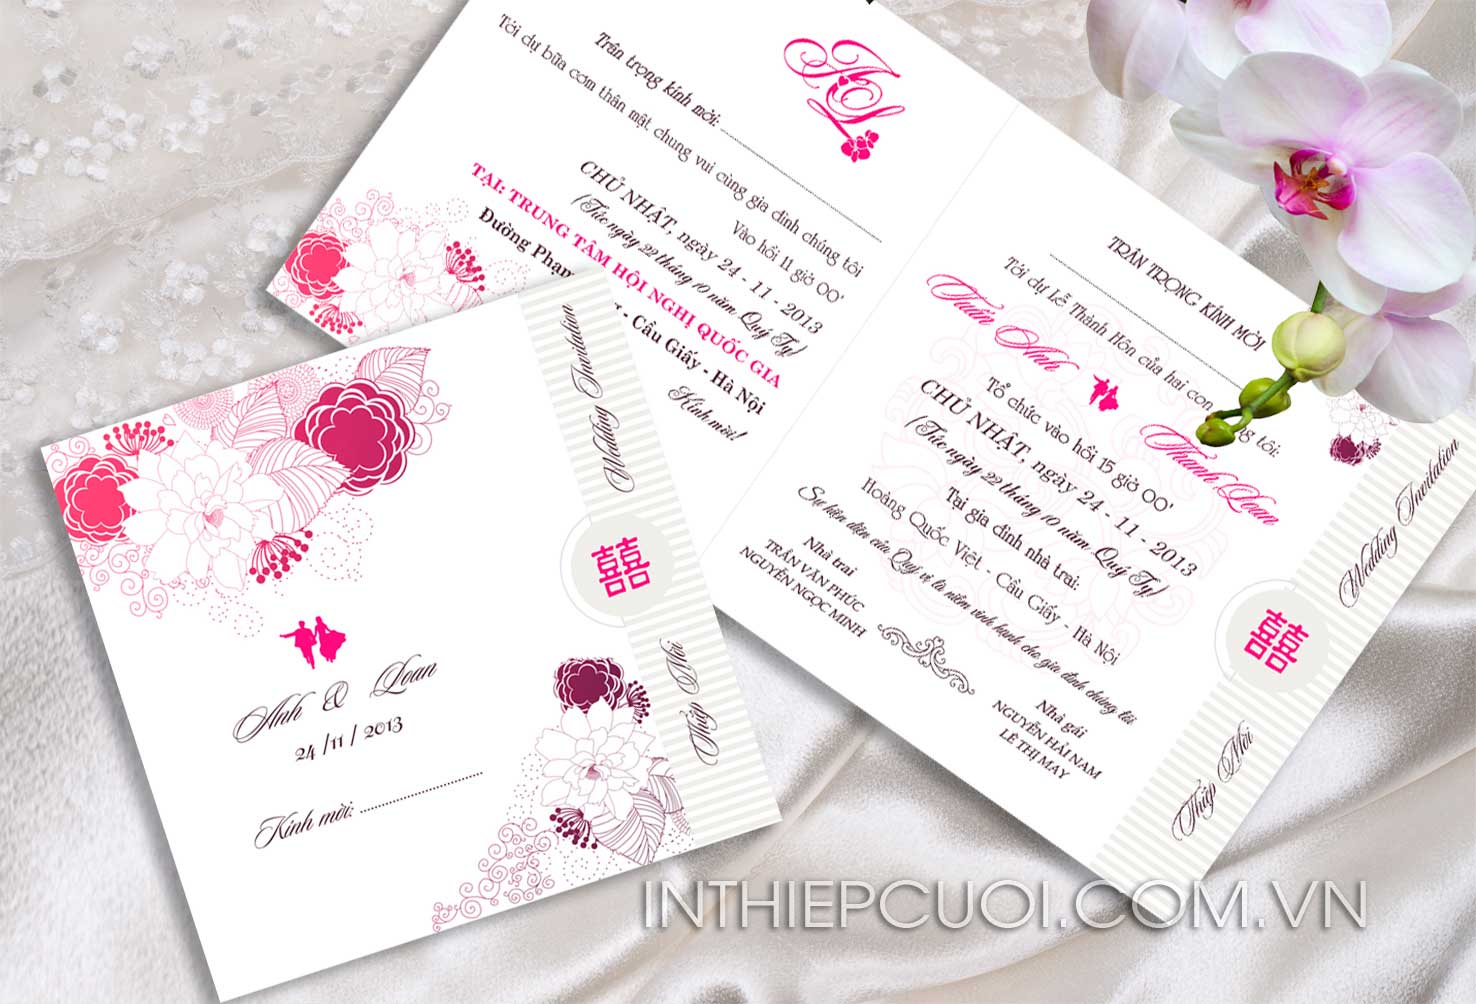 Trân trọng kính mời:
Tới dự bữa cơm thân mật chung vui cùng gia đình chúng tôi
Vào hồi 11 giờ 00'
CHỦ NHẬT, ngày 24 - 11 - 2013
(Tức ngày 22 tháng 10 năm Quý Tỵ)
TẠI: TRUNG TÂM HỘI NGHỊ QUỐC GIA
Đường Phạm
- Cầu Giấy - Hà Nội
Kính mời!
TRÂN TRỌNG KÍNH MỜI
Tới dự Lễ Thành Hôn của hai con
tôi:
Tuấn Anh
Thanh Loan
Tổ chức vào hồi 15 giờ 00'
CHỦ NHẬT, ngày 24 - 11 - 2013
(Tức ngày 22 tháng 10 năm Quý Tỵ)
Tại gia đình nhà trai:
Hoàng Quốc Việt - Cầu Giấy - Hà Nội
Sự hiện diện của Quý vị là niềm vinh hạnh cho gia đình chúng tôi
Nhà trai
TRẦN VĂN PHÚC
NGUYỄN NGỌC MINH
Nhà gái
NGUYỄN HẢI NAM
LÊ THỊ MAY
Wedding Invitation
囍
Thiệp Mời
Wedding Invitation
囍
Thiệp Mời
Anh & Loan
24 /11 / 2013
Kính mời:
INTHIEPCUOI.COM.VN